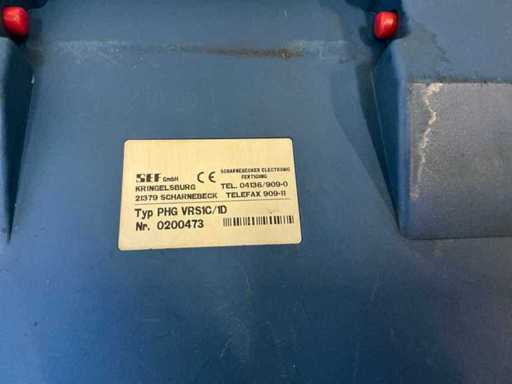 SEF GmbH CE SCHARNEBECKER ELECTRONIC
FERTIGUNG
KRINGELSBURG TEL. 04136/909-0
21379 SCHARNEBECK TELEFAX 909-11
Typ PHG VRS1C/1D
Nr. 0200473